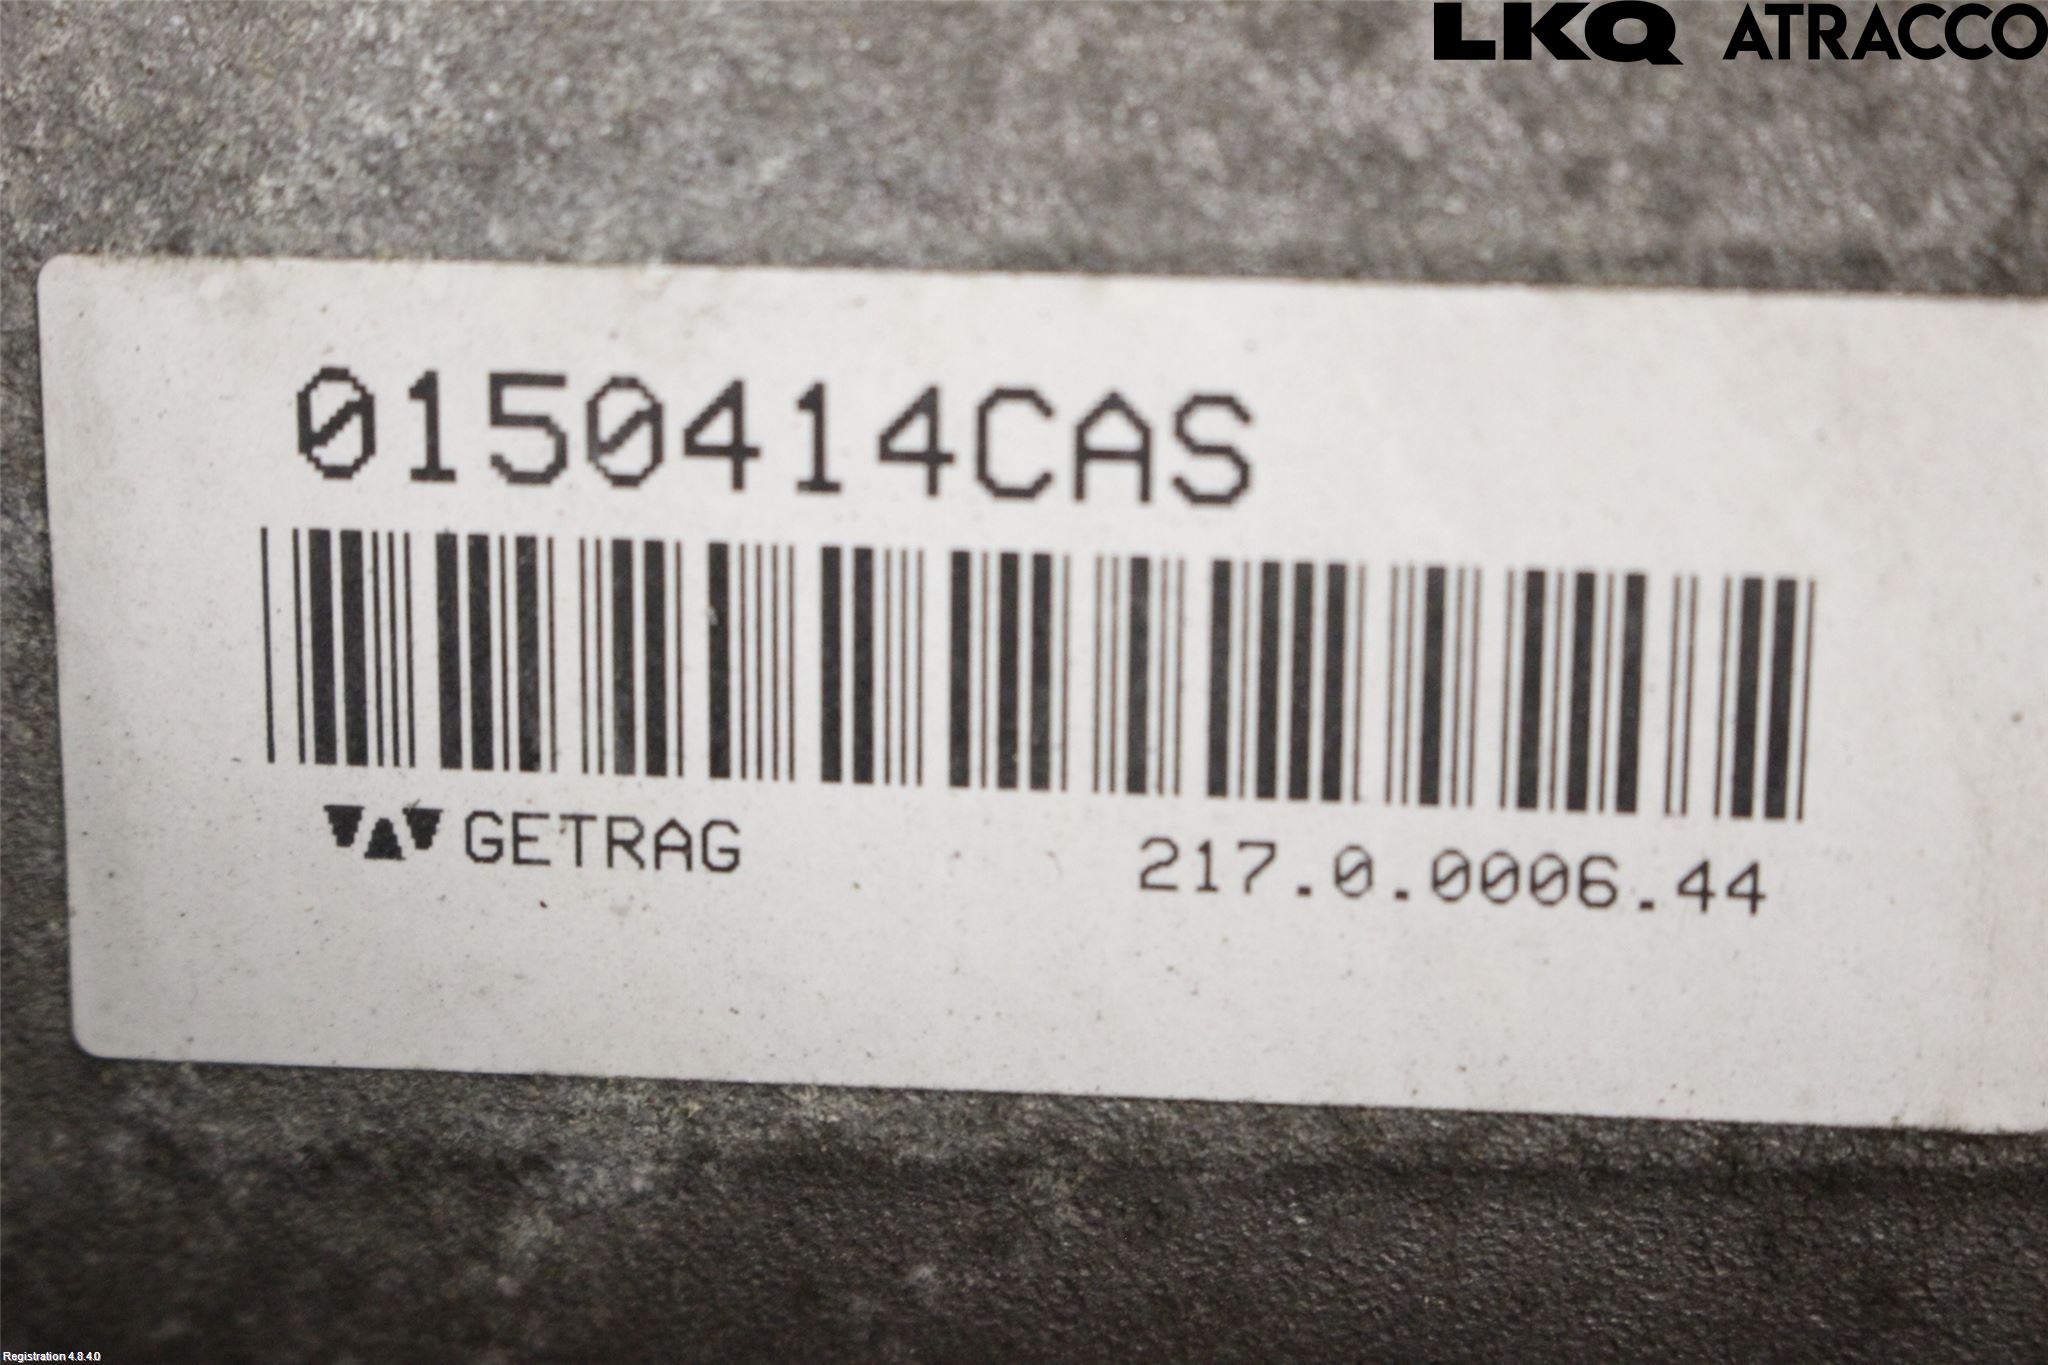 LKQ ATRACCO
0150414CAS
GETRAG 217.0.0006.44
Registration 4.8.4.0